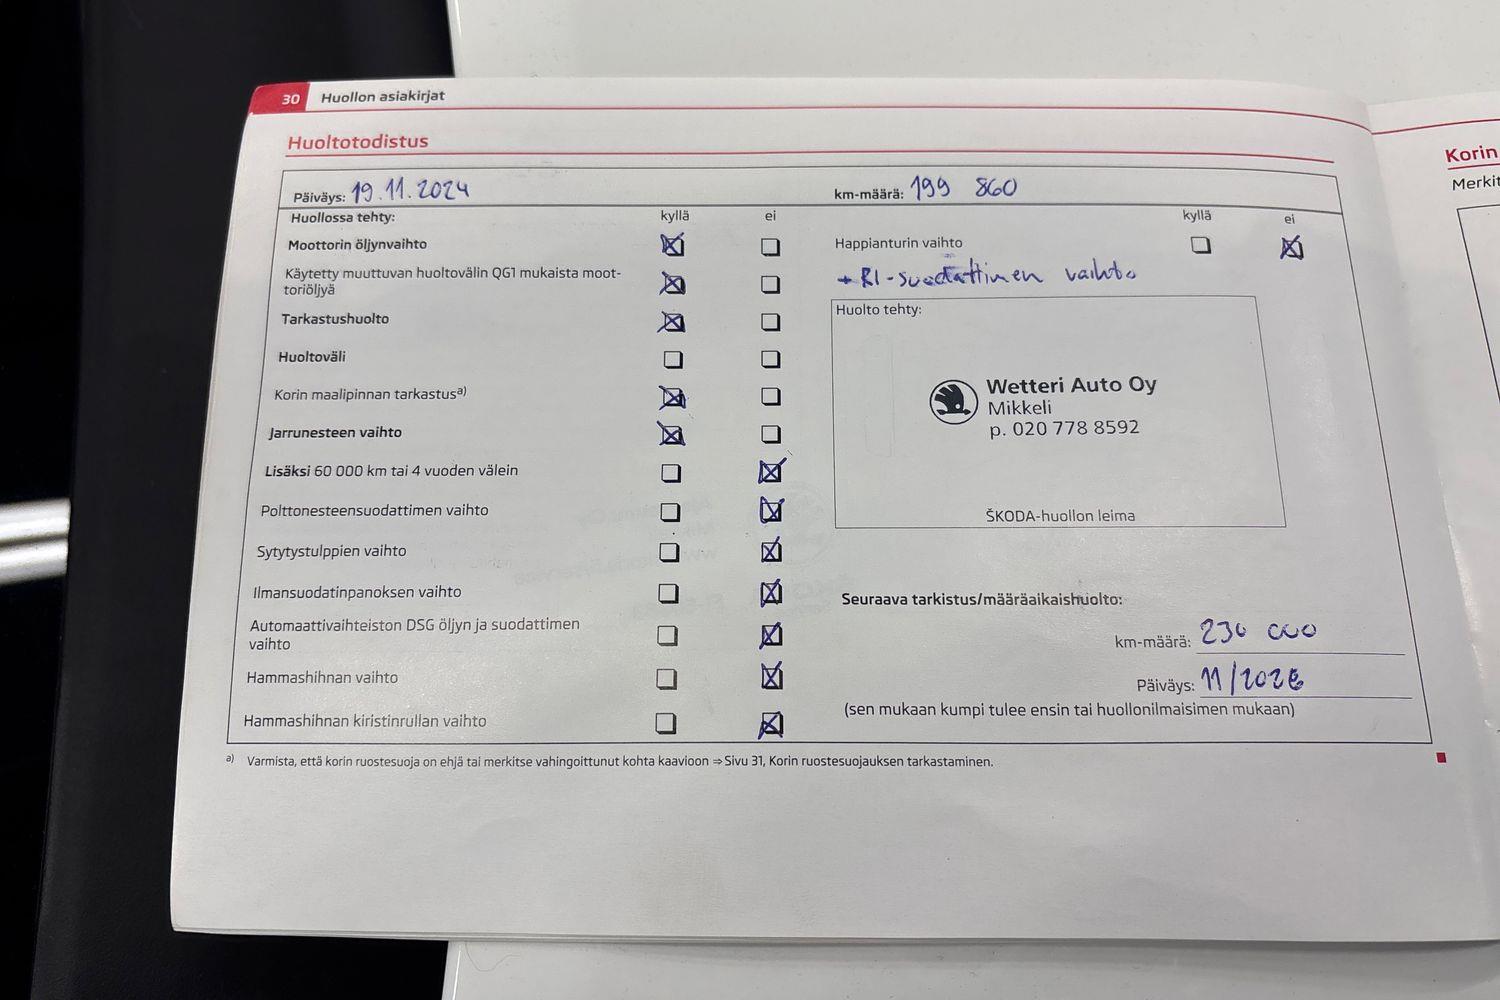 30 Huollon asiakirjat
Huoltotodistus
Päiväys: 19.11.2024
km-määrä: 199 860
Huollossa tehty:
kyllä
ei
Moottorin öljynvaihto
Käytetty muuttuvan huoltovälin QG1 mukaista moot-
toriöljyä
Tarkastushuolto
Huoltoväli
Korin maalipinnan tarkastusa)
Jarrunesteen vaihto
Lisäksi 60 000 km tai 4 vuoden välein
Polttonesteensuodattimen vaihto
Sytytystulppien vaihto
Ilmansuodatinpanoksen vaihto
Automaattivaihteiston DSG öljyn ja suodattimen
vaihto
Hammashihnan vaihto
Hammashihnan kiristinrullan vaihto
kyllä
ei
Happianturin vaihto
+ RI-suodattimen vaihto
Huolto tehty:
Wetteri Auto Oy
Mikkeli
p. 020 778 8592
ŠKODA-huollon leima
Seuraava tarkistus/määräaikaishuolto:
km-määrä: 230 000
Päiväys: 11/2026
(sen mukaan kumpi tulee ensin tai huollonilmaisimen mukaan)
a) Varmista, että korin ruostesuoja on ehjä tai merkitse vahingoittunut kohta kaavioon ⇒ Sivu 31, Korin ruostesuojauksen tarkastaminen.
Korin
Merkit